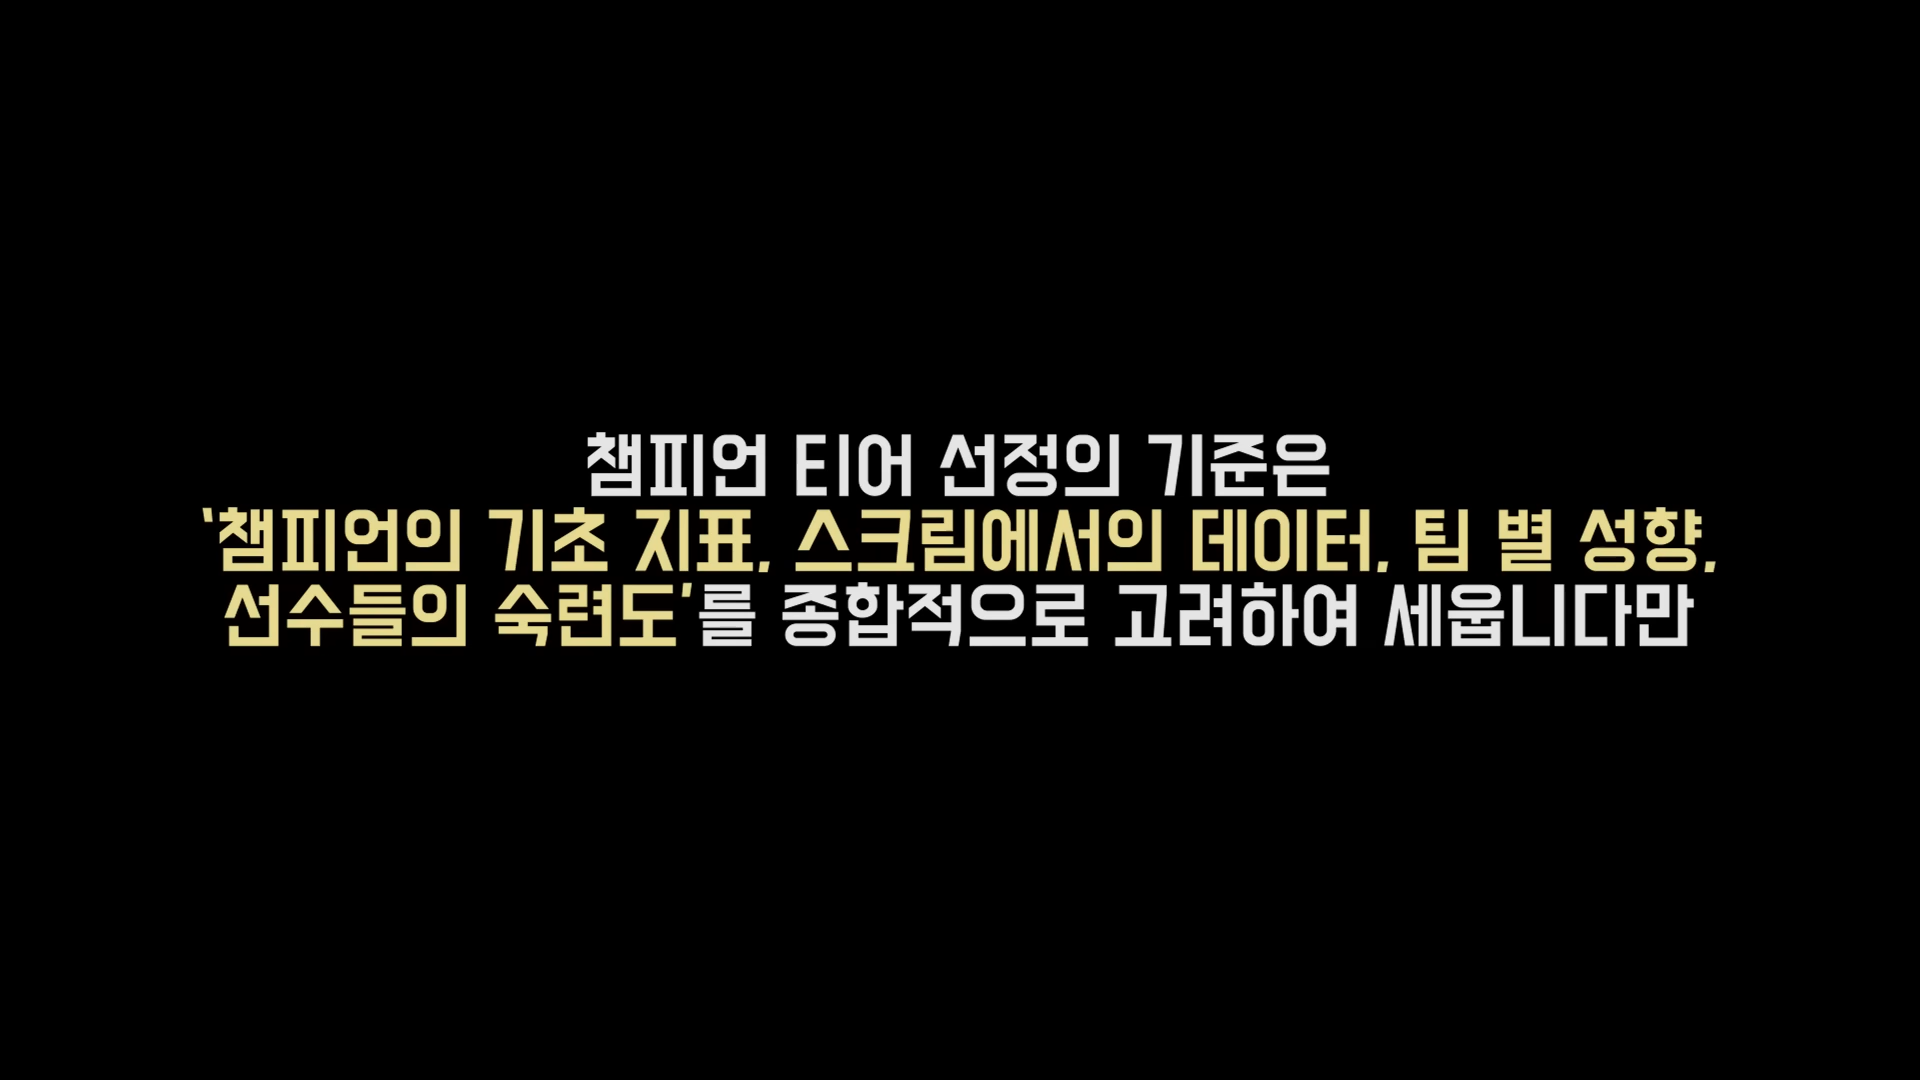 챔피언 티어 선정의 기준은
‘챔피언의 기초 지표, 스크림에서의 데이터, 팀 별 성향,
선수들의 숙련도’를 종합적으로 고려하여 세웁니다만